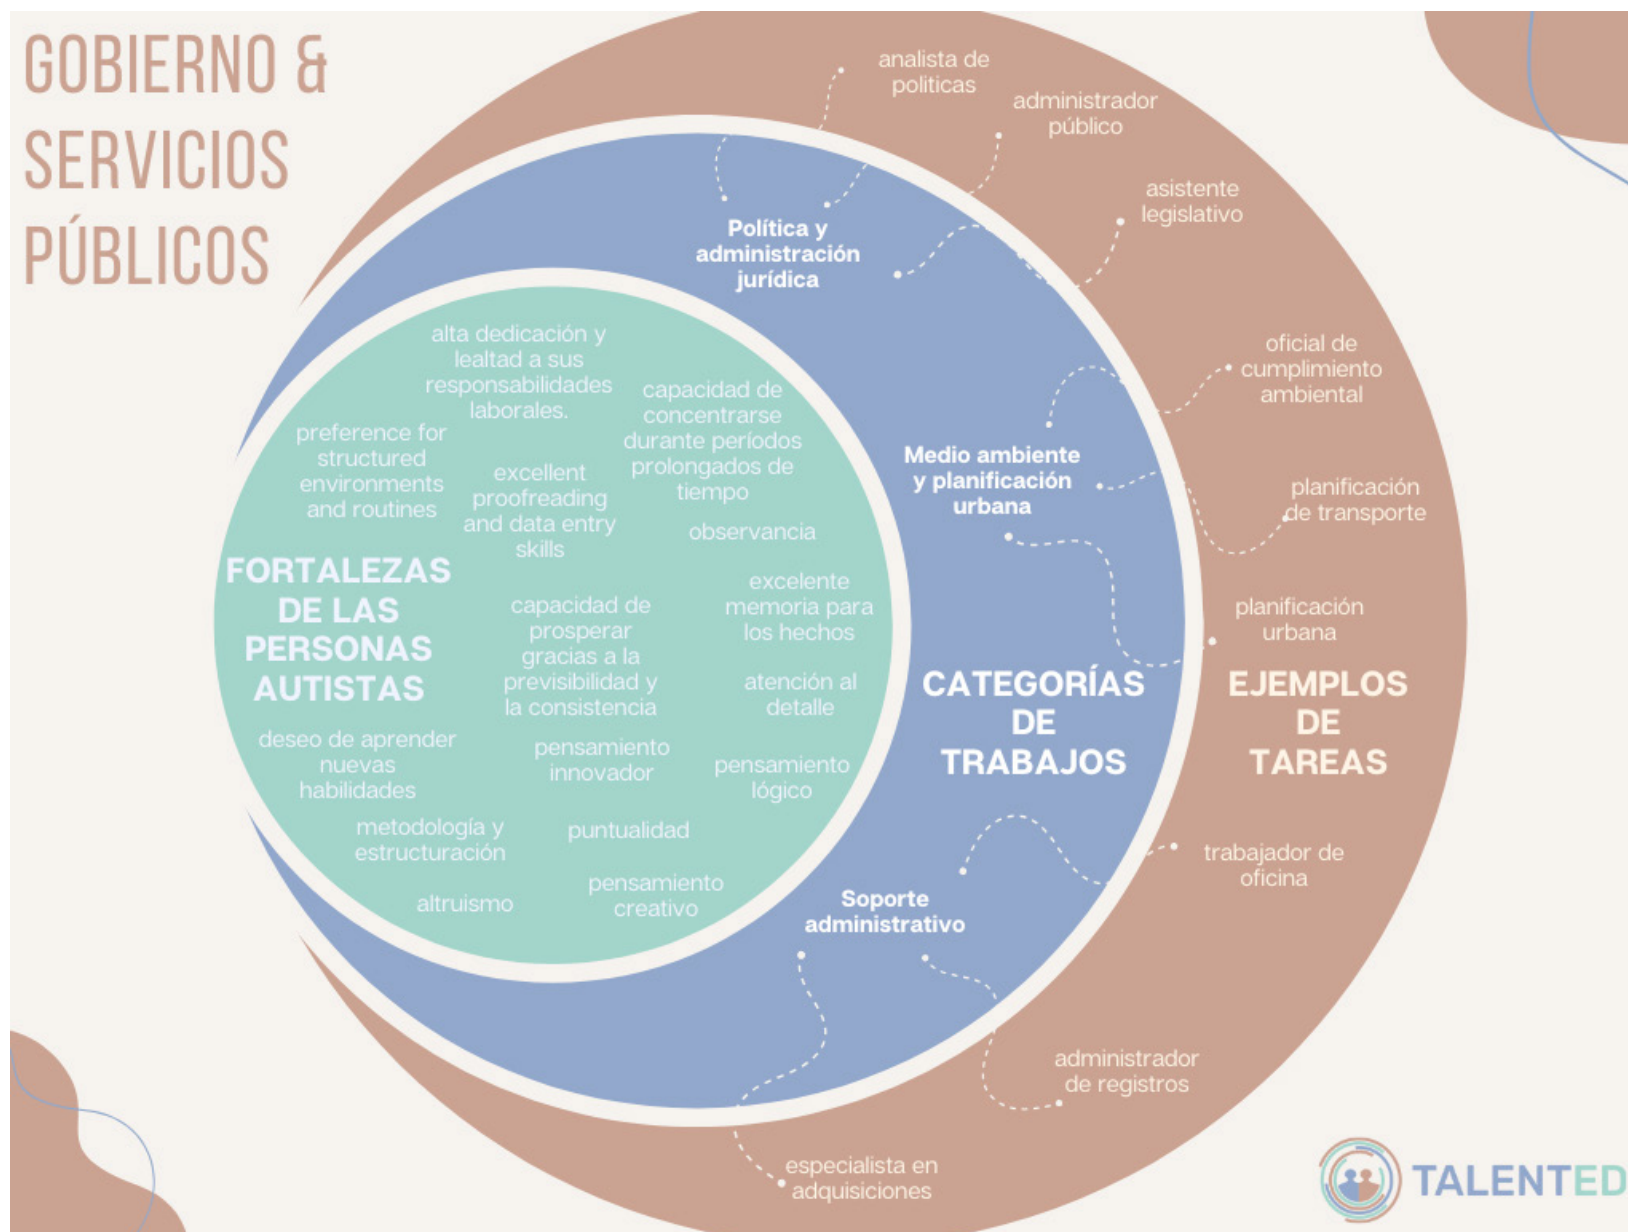 GOBIERNO &
SERVICIOS
PÚBLICOS
analista de
politicas
administrador
público
asistente
legislativo
Política y
administración
jurídica
oficial de
cumplimiento
ambiental
Medio ambiente
y planificación
urbana
planificación
de transporte
planificación
urbana
alta dedicación y
lealtad a sus
responsabilidades
laborales.
capacidad de
concentrarse
durante períodos
prolongados de
tiempo
preference for
structured
environments
and routines
excellent
proofreading
and data entry
skills
observancia
FORTALEZAS
DE LAS
PERSONAS
AUTISTAS
capacidad de
prosperar
gracias a la
previsibilidad y
la consistencia
excelente
memoria para
los hechos
atención al
detalle
CATEGORÍAS
DE
TRABAJOS
EJEMPLOS
DE
TAREAS
deseo de aprender
nuevas
habilidades
pensamiento
innovador
pensamiento
lógico
metodología y
estructuración
puntualidad
altruismo
pensamiento
creativo
Soporte
administrativo
trabajador de
oficina
administrador
de registros
especialista en
adquisiciones
TALENTED